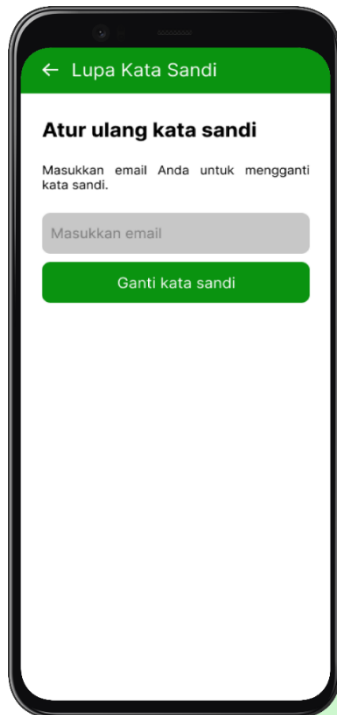 Lupa Kata Sandi
Atur ulang kata sandi
Masukkan email Anda untuk mengganti
kata sandi.
Masukkan email
Ganti kata sandi